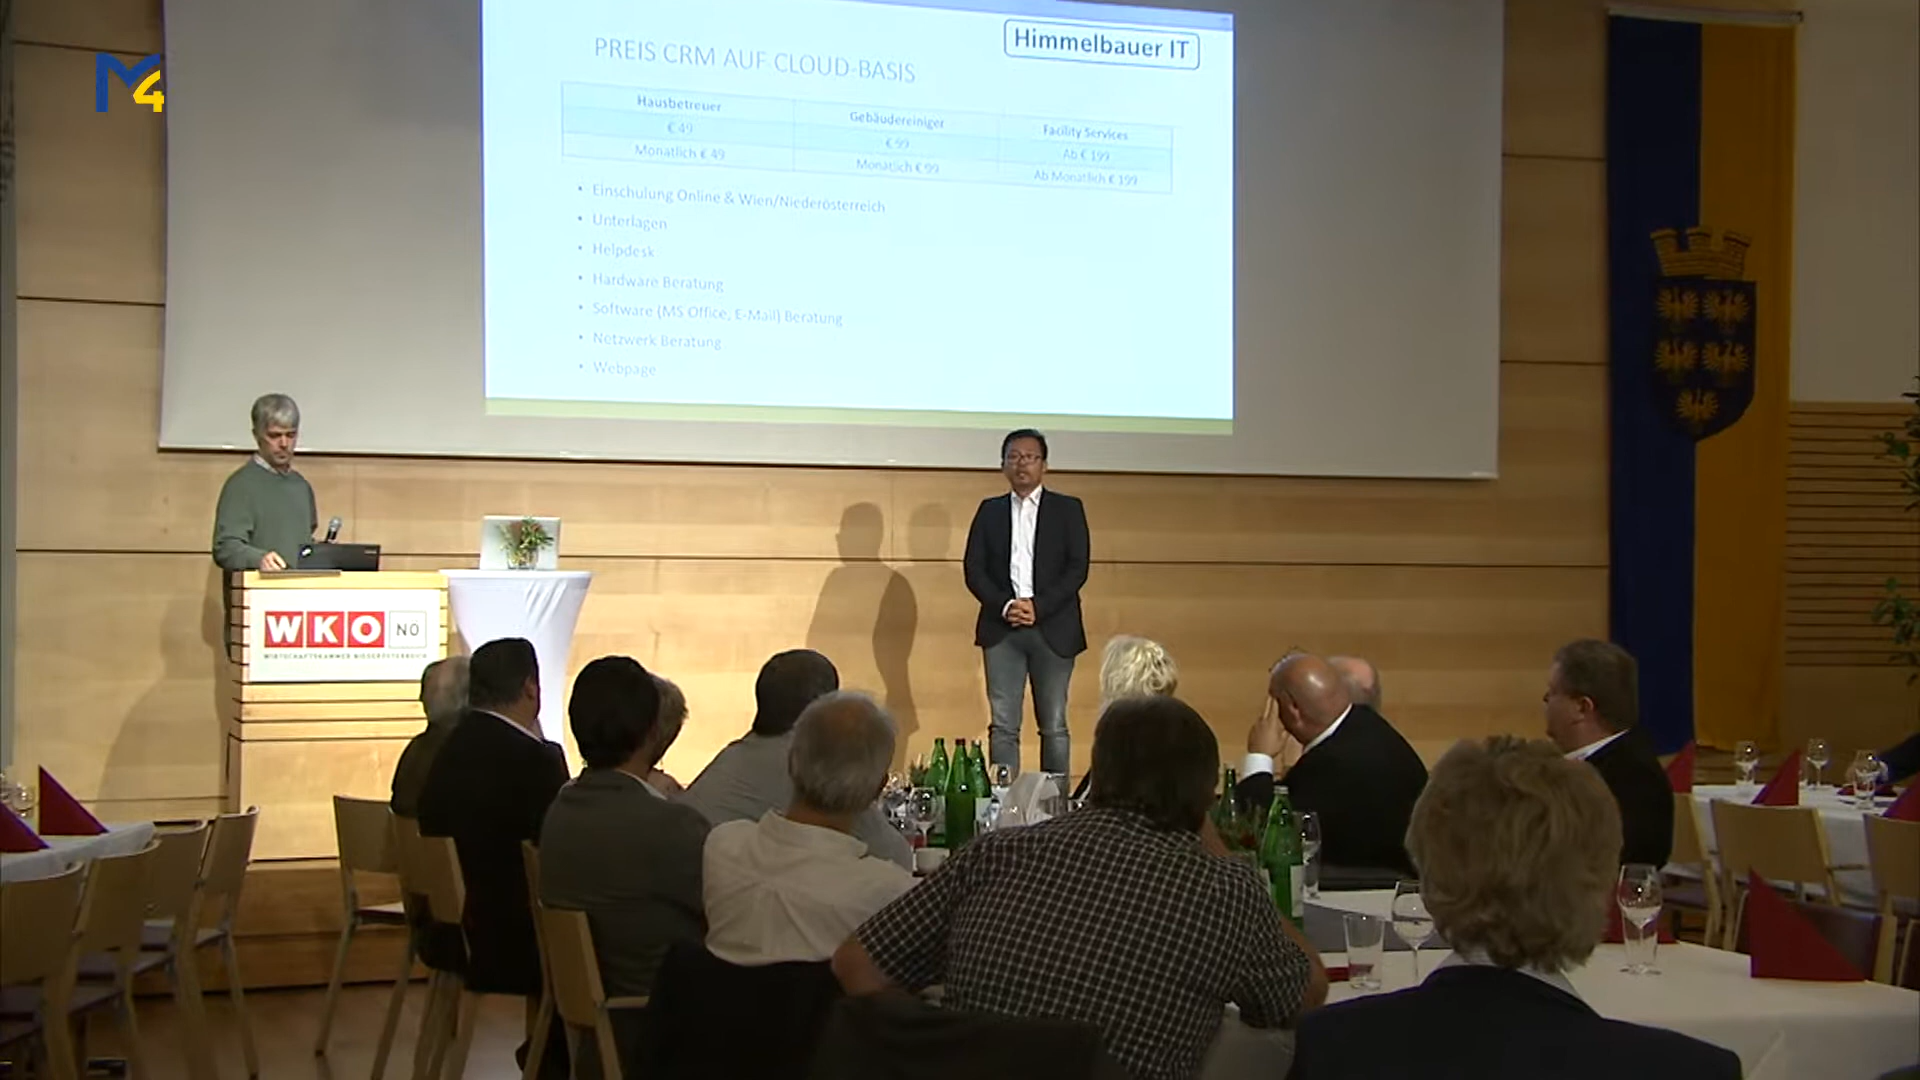 M4
Himmelbauer IT
PREIS CRM AUF CLOUD-BASIS
Hausbetreuer Gebäudereiniger Facility Services
€ 49 € 99 Ab € 199
Monatlich € 49 Monatlich € 99 Ab Monatlich € 199
• Einschulung Online & Wien/Niederösterreich
• Unterlagen
• Helpdesk
• Hardware Beratung
• Software (MS Office, E-Mail) Beratung
• Netzwerk Beratung
• Webpage
WKO NÖ
WIRTSCHAFTSKAMMER NIEDERÖSTERREICH